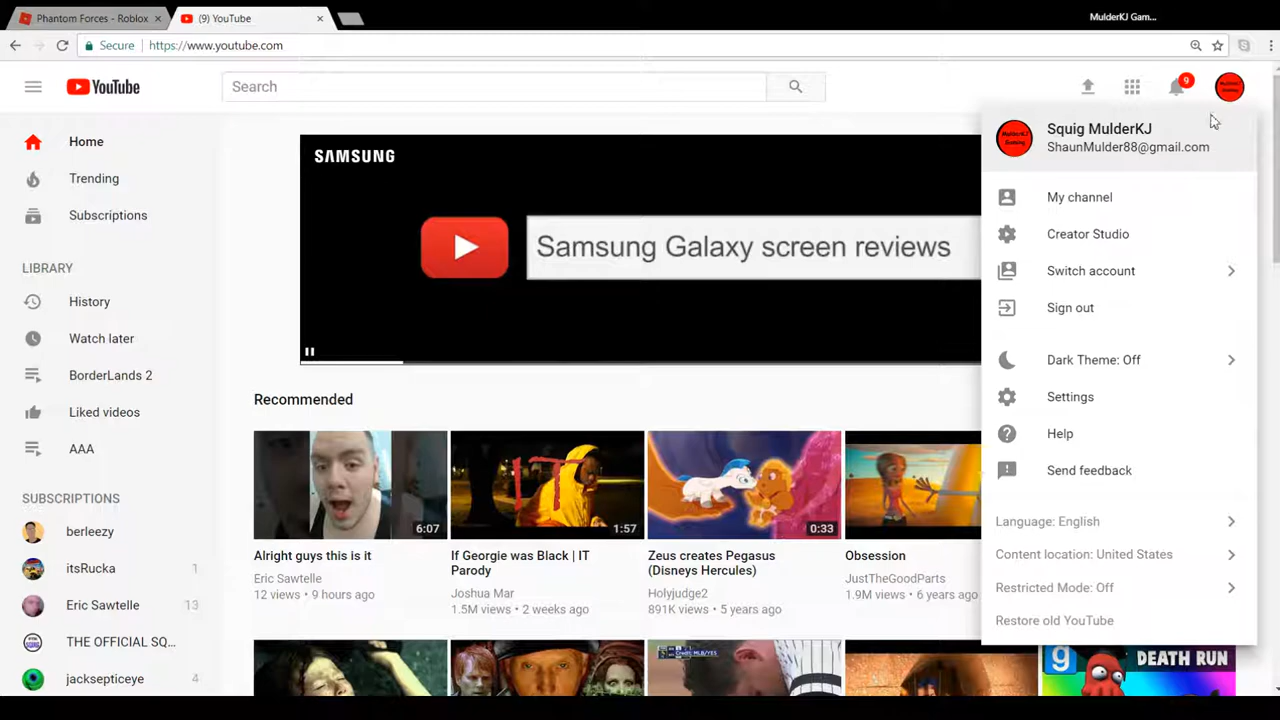 Phantom Forces - Roblox
(9) YouTube
MulderKJ Gam...
Secure
https://www.youtube.com
YouTube
Search
9
Squig MulderKJ
ShaunMulder88@gmail.com
My channel
Creator Studio
Switch account
Sign out
Dark Theme: Off
Settings
Help
Send feedback
Language: English
Content location: United States
Restricted Mode: Off
Restore old YouTube
Home
Trending
Subscriptions
LIBRARY
History
Watch later
BorderLands 2
Liked videos
AAA
SUBSCRIPTIONS
berleezy
itsRucka 1
Eric Sawtelle 13
THE OFFICIAL SQ...
jacksepticeye 4
SAMSUNG
Samsung Galaxy screen reviews
Recommended
6:07
Alright guys this is it
Eric Sawtelle
12 views • 9 hours ago
IT
1:57
If Georgie was Black | IT
Parody
Joshua Mar
1.5M views • 2 weeks ago
0:33
Zeus creates Pegasus
(Disneys Hercules)
Holyjudge2
891K views • 5 years ago
Obsession
JustTheGoodParts
1.9M views • 6 years ago
DEATH RUN